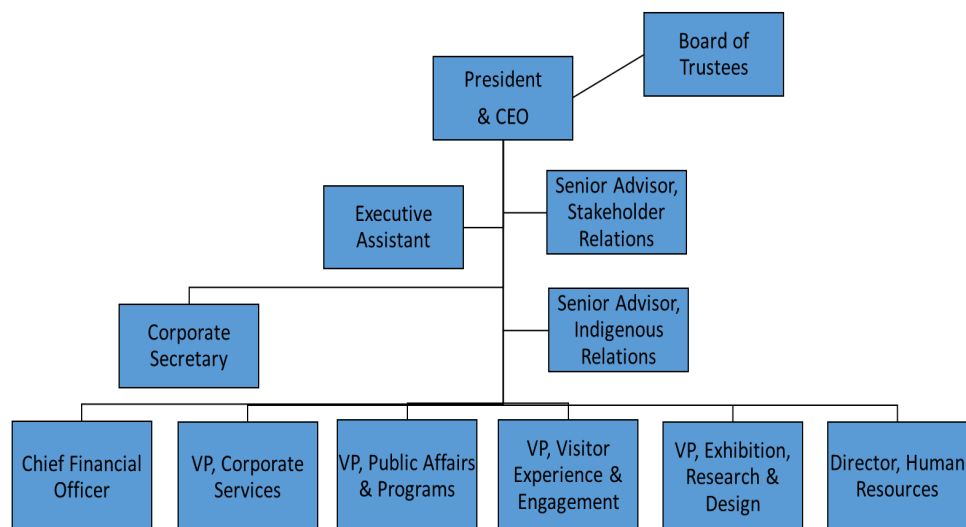 Board of
Trustees
President
& CEO
Senior Advisor,
Stakeholder
Relations
Executive
Assistant
Senior Advisor,
Indigenous
Relations
Corporate
Secretary
Chief Financial
Officer
VP, Corporate
Services
VP, Public Affairs
& Programs
VP, Visitor
Experience &
Engagement
VP, Exhibition,
Research &
Design
Director, Human
Resources